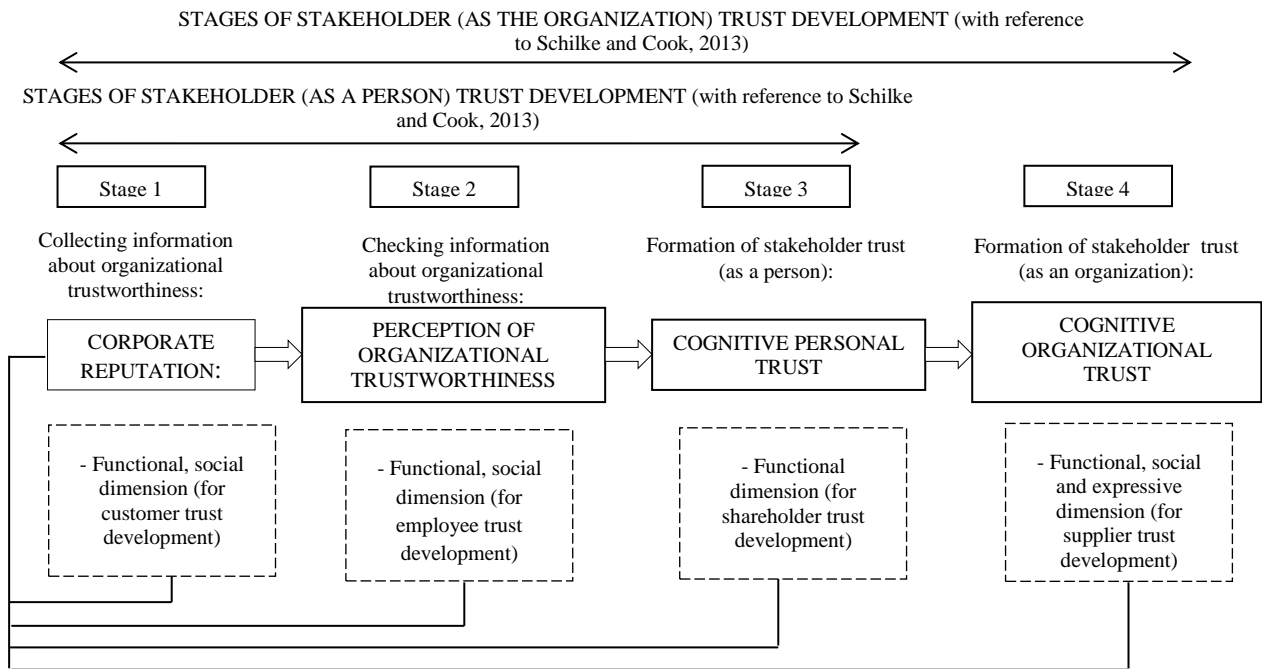 STAGES OF STAKEHOLDER (AS THE ORGANIZATION) TRUST DEVELOPMENT (with reference
to Schilke and Cook, 2013)
STAGES OF STAKEHOLDER (AS A PERSON) TRUST DEVELOPMENT (with reference to Schilke
and Cook, 2013)
Stage 1
Stage 2
Stage 3
Stage 4
Collecting information
about organizational
trustworthiness:
Checking information
about organizational
trustworthiness:
Formation of stakeholder trust
(as a person):
Formation of stakeholder trust
(as an organization):
CORPORATE
REPUTATION:
PERCEPTION OF
ORGANIZATIONAL
TRUSTWORTHINESS
COGNITIVE PERSONAL
TRUST
COGNITIVE
ORGANIZATIONAL
TRUST
- Functional, social
dimension (for
customer trust
development)
- Functional, social
dimension (for
employee trust
development)
- Functional
dimension (for
shareholder trust
development)
- Functional, social
and expressive
dimension (for
supplier trust
development)